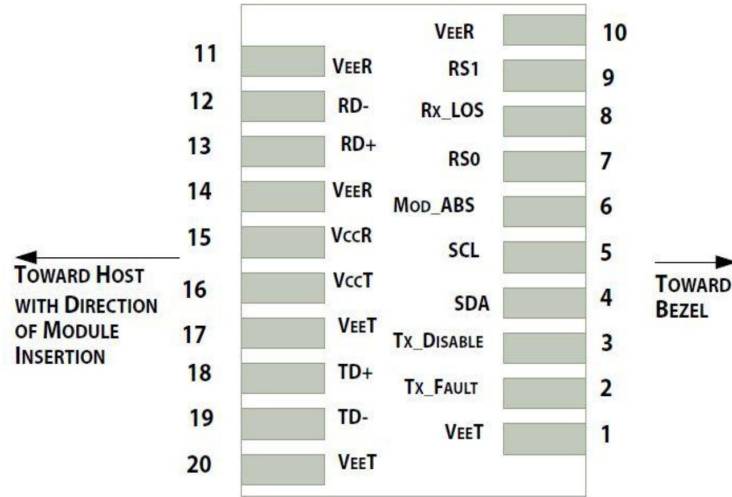 VEER 10
11 VEER
RS1 9
12 RD-
RX_LOS 8
13 RD+
RS0 7
14 VEER
MOD_ABS 6
15 VCCR
SCL 5
TOWARD HOST
WITH DIRECTION
OF MODULE
INSERTION
TOWARD
BEZEL
16 VCCT
SDA 4
17 VEET
TX_DISABLE 3
18 TD+
TX_FAULT 2
19 TD-
VEET 1
20 VEET